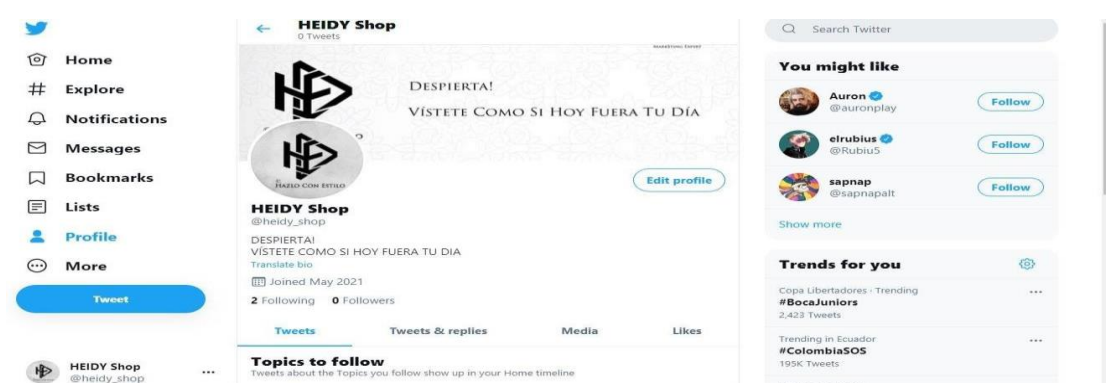 Home
Explore
Notifications
Messages
Bookmarks
Lists
Profile
More
Tweet
HEIDY Shop
@heidy_shop
HEIDY Shop
0 Tweets
DESPIERTA!
VÍSTETE COMO SI HOY FUERA TU DÍA
HAZLO CON ESTILO
Edit profile
HEIDY Shop
@heidy_shop
DESPIERTA!
VÍSTETE COMO SI HOY FUERA TU DIA
Translate bio
Joined May 2021
2 Following 0 Followers
Tweets Tweets & replies Media Likes
Topics to follow
Tweets about the Topics you follow show up in your Home timeline
Search Twitter
You might like
Auron
@auronplay
Follow
elrubius
@Rubiu5
Follow
sapnap
@sapnapalt
Follow
Show more
Trends for you
Copa Libertadores · Trending
#BocaJuniors
2,423 Tweets
Trending in Ecuador
#ColombiaSOS
195K Tweets